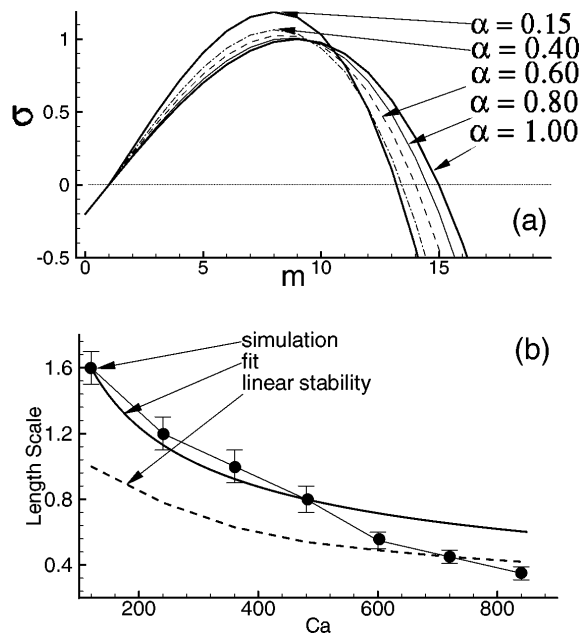 α = 0.15
α = 0.40
α = 0.60
α = 0.80
α = 1.00
1
0.5
0
-0.5
σ
0 5 10 15
m
(a)
(b)
simulation
fit
linear stability
1.6
1.2
0.8
0.4
Length Scale
200 400 600 800
Ca